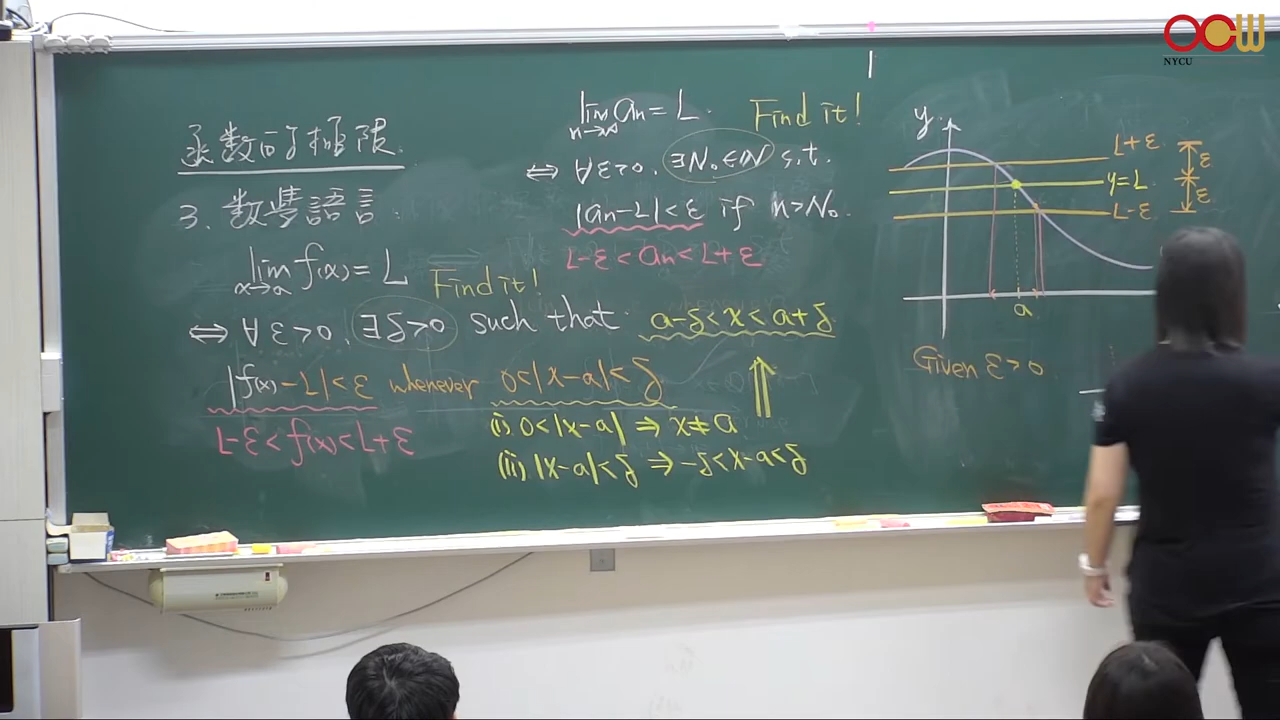 函数的極限
3. 數學語言
lim f(x) = L
x→a
Find it!
⇔ ∀ ε>0, ∃ δ>0 such that
a-δ<x<a+δ
|f(x)-L|<ε whenever 0<|x-a|<δ
L-ε<f(x)<L+ε
(i) 0<|x-a| ⇒ x≠a
(ii) |x-a|<δ ⇒ -δ<x-a<δ
⇑
lim an = L.
n→∞
Find it!
⇔ ∀ε>0, ∃N₀∈ℕ s.t.
|an-L|<ε if n>N₀.
L-ε<an<L+ε
y
L+ε
y=L
L-ε
ε
ε
a
Given ε>0
OCW
NYCU